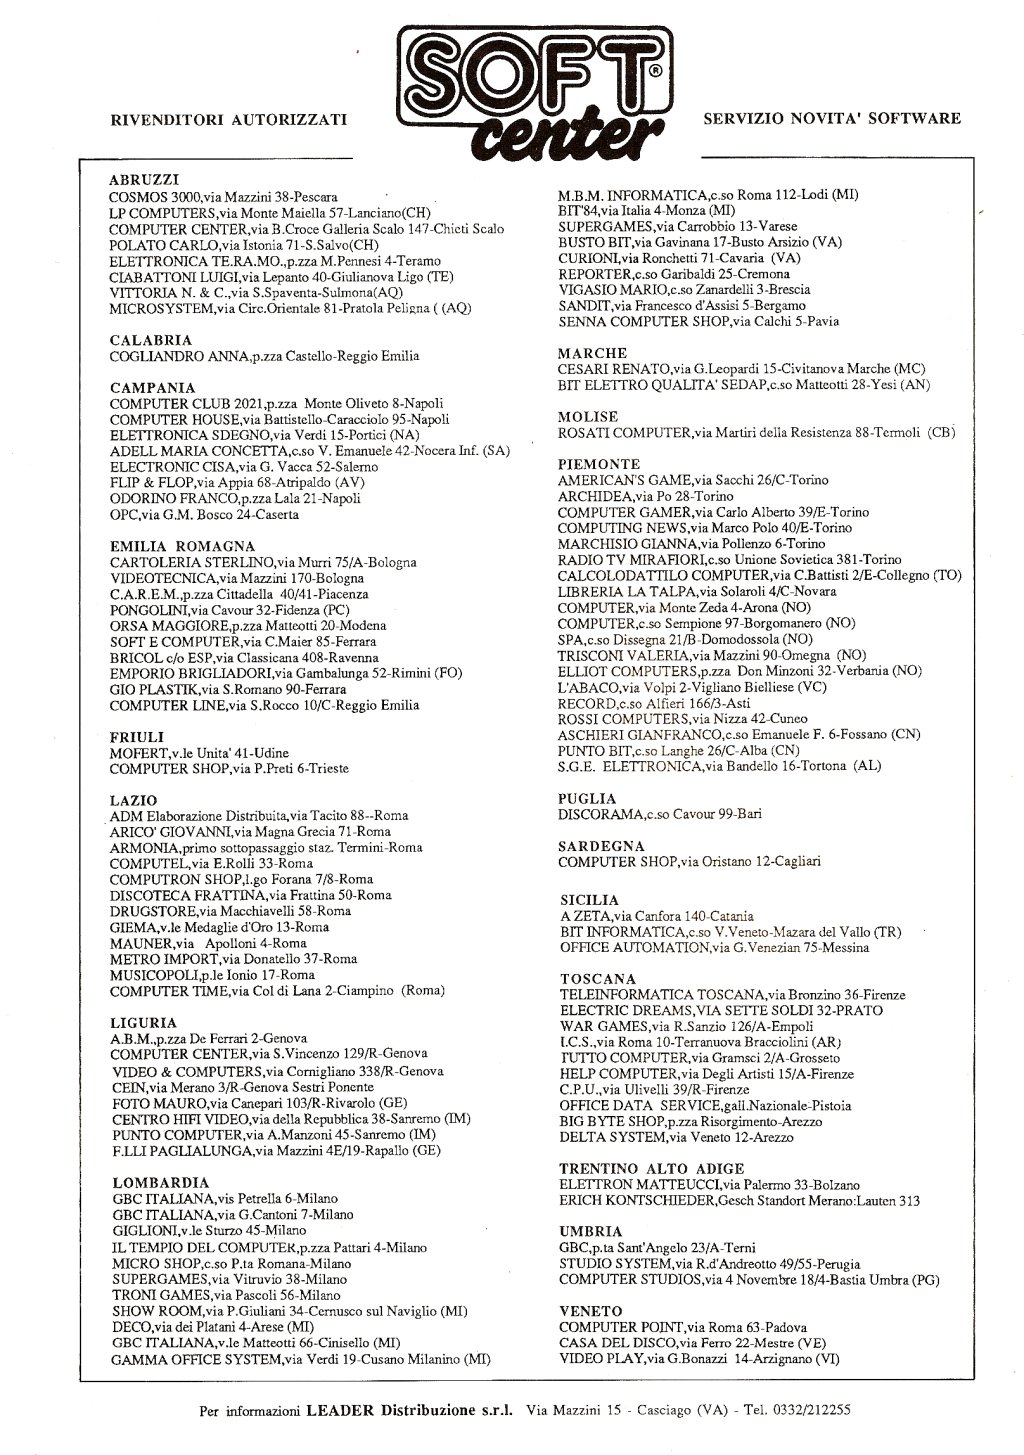 SOFT®
center
RIVENDITORI AUTORIZZATI
SERVIZIO NOVITA' SOFTWARE
ABRUZZI
COSMOS 3000,via Mazzini 38-Pescara
LP COMPUTERS,via Monte Maiella 57-Lanciano(CH)
COMPUTER CENTER,via B.Croce Galleria Scalo 147-Chieti Scalo
POLATO CARLO,via Istonia 71-S.Salvo(CH)
ELETTRONICA TE.RA.MO.,p.zza M.Pennesi 4-Teramo
CIABATTONI LUIGI,via Lepanto 40-Giulianova Ligo (TE)
VITTORIA N. & C.,via S.Spaventa-Sulmona(AQ)
MICROSYSTEM,via Circ.Orientale 81-Pratola Peligna ( (AQ)
CALABRIA
COGLIANDRO ANNA,p.zza Castello-Reggio Emilia
CAMPANIA
COMPUTER CLUB 2021,p.zza Monte Oliveto 8-Napoli
COMPUTER HOUSE,via Battistello-Caracciolo 95-Napoli
ELETTRONICA SDEGNO,via Verdi 15-Portici (NA)
ADELL MARIA CONCETTA,c.so V. Emanuele 42-Nocera Inf. (SA)
ELECTRONIC CISA,via G. Vacca 52-Salerno
FLIP & FLOP,via Appia 68-Atripaldo (AV)
ODORINO FRANCO,p.zza Lala 21-Napoli
OPC,via G.M. Bosco 24-Caserta
EMILIA ROMAGNA
CARTOLERIA STERLINO,via Murri 75/A-Bologna
VIDEOTECNICA,via Mazzini 170-Bologna
C.A.R.E.M.,p.zza Cittadella 40/41-Piacenza
PONGOLINI,via Cavour 32-Fidenza (PC)
ORSA MAGGIORE,p.zza Matteotti 20-Modena
SOFT E COMPUTER,via C.Maier 85-Ferrara
BRICOL c/o ESP,via Classicana 408-Ravenna
EMPORIO BRIGLIADORI,via Gambalunga 52-Rimini (FO)
GIO PLASTIK,via S.Romano 90-Ferrara
COMPUTER LINE,via S.Rocco 10/C-Reggio Emilia
FRIULI
MOFERT,v.le Unita' 41-Udine
COMPUTER SHOP,via P.Preti 6-Trieste
LAZIO
ADM Elaborazione Distribuita,via Tacito 88--Roma
ARICO' GIOVANNI,via Magna Grecia 71-Roma
ARMONIA,primo sottopassaggio staz. Termini-Roma
COMPUTEL,via E.Rolli 33-Roma
COMPUTRON SHOP,l.go Forana 7/8-Roma
DISCOTECA FRATTINA,via Frattina 50-Roma
DRUGSTORE,via Macchiavelli 58-Roma
GIEMA,v.le Medaglie d'Oro 13-Roma
MAUNER,via Apolloni 4-Roma
METRO IMPORT,via Donatello 37-Roma
MUSICOPOLI,p.le Ionio 17-Roma
COMPUTER TIME,via Col di Lana 2-Ciampino (Roma)
LIGURIA
A.B.M.,p.zza De Ferrari 2-Genova
COMPUTER CENTER,via S.Vincenzo 129/R-Genova
VIDEO & COMPUTERS,via Cornigliano 338/R-Genova
CEIN,via Merano 3/R-Genova Sestri Ponente
FOTO MAURO,via Canepari 103/R-Rivarolo (GE)
CENTRO HIFI VIDEO,via della Repubblica 38-Sanremo (IM)
PUNTO COMPUTER,via A.Manzoni 45-Sanremo (IM)
F.LLI PAGLIALUNGA,via Mazzini 4E/19-Rapallo (GE)
LOMBARDIA
GBC ITALIANA,vis Petrella 6-Milano
GBC ITALIANA,via G.Cantoni 7-Milano
GIGLIONI,v.le Sturzo 45-Milano
IL TEMPIO DEL COMPUTER,p.zza Pattari 4-Milano
MICRO SHOP,c.so P.ta Romana-Milano
SUPERGAMES,via Vitruvio 38-Milano
TRONI GAMES,via Pascoli 56-Milano
SHOW ROOM,via P.Giuliani 34-Cernusco sul Naviglio (MI)
DECO,via dei Platani 4-Arese (MI)
GBC ITALIANA,v.le Matteotti 66-Cinisello (MI)
GAMMA OFFICE SYSTEM,via Verdi 19-Cusano Milanino (MI)
M.B.M. INFORMATICA,c.so Roma 112-Lodi (MI)
BIT'84,via Italia 4-Monza (MI)
SUPERGAMES,via Carrobbio 13-Varese
BUSTO BIT,via Gavinana 17-Busto Arsizio (VA)
CURIONI,via Ronchetti 71-Cavaria (VA)
REPORTER,c.so Garibaldi 25-Cremona
VIGASIO MARIO,c.so Zanardelli 3-Brescia
SANDIT,via Francesco d'Assisi 5-Bergamo
SENNA COMPUTER SHOP,via Calchi 5-Pavia
MARCHE
CESARI RENATO,via G.Leopardi 15-Civitanova Marche (MC)
BIT ELETTRO QUALITA' SEDAP,c.so Matteotti 28-Yesi (AN)
MOLISE
ROSATI COMPUTER,via Martiri della Resistenza 88-Termoli (CB)
PIEMONTE
AMERICAN'S GAME,via Sacchi 26/C-Torino
ARCHIDEA,via Po 28-Torino
COMPUTER GAMER,via Carlo Alberto 39/E-Torino
COMPUTING NEWS,via Marco Polo 40/E-Torino
MARCHISIO GIANNA,via Pollenzo 6-Torino
RADIO TV MIRAFIORI,c.so Unione Sovietica 381-Torino
CALCOLODATTILO COMPUTER,via C.Battisti 2/E-Collegno (TO)
LIBRERIA LA TALPA,via Solaroli 4/C-Novara
COMPUTER,via Monte Zeda 4-Arona (NO)
COMPUTER,c.so Sempione 97-Borgomanero (NO)
SPA,c.so Dissegna 21/B-Domodossola (NO)
TRISCONI VALERIA,via Mazzini 90-Omegna (NO)
ELLIOT COMPUTERS,p.zza Don Minzoni 32-Verbania (NO)
L'ABACO,via Volpi 2-Vigliano Bielliese (VC)
RECORD,c.so Alfieri 166/3-Asti
ROSSI COMPUTERS,via Nizza 42-Cuneo
ASCHIERI GIANFRANCO,c.so Emanuele F. 6-Fossano (CN)
PUNTO BIT,c.so Langhe 26/C-Alba (CN)
S.G.E. ELETTRONICA,via Bandello 16-Tortona (AL)
PUGLIA
DISCORAMA,c.so Cavour 99-Bari
SARDEGNA
COMPUTER SHOP,via Oristano 12-Cagliari
SICILIA
A ZETA,via Canfora 140-Catania
BIT INFORMATICA,c.so V.Veneto-Mazara del Vallo (TR)
OFFICE AUTOMATION,via G.Venezian 75-Messina
TOSCANA
TELEINFORMATICA TOSCANA,via Bronzino 36-Firenze
ELECTRIC DREAMS,VIA SETTE SOLDI 32-PRATO
WAR GAMES,via R.Sanzio 126/A-Empoli
I.C.S.,via Roma 10-Terranuova Bracciolini (AR)
TUTTO COMPUTER,via Gramsci 2/A-Grosseto
HELP COMPUTER,via Degli Artisti 15/A-Firenze
C.P.U.,via Ulivelli 39/R-Firenze
OFFICE DATA SERVICE,gall.Nazionale-Pistoia
BIG BYTE SHOP,p.zza Risorgimento-Arezzo
DELTA SYSTEM,via Veneto 12-Arezzo
TRENTINO ALTO ADIGE
ELETTRON MATTEUCCI,via Palermo 33-Bolzano
ERICH KONTSCHIEDER,Gesch Standort Merano:Lauten 313
UMBRIA
GBC,p.ta Sant'Angelo 23/A-Terni
STUDIO SYSTEM,via R.d'Andreotto 49/55-Perugia
COMPUTER STUDIOS,via 4 Novembre 18/4-Bastia Umbra (PG)
VENETO
COMPUTER POINT,via Roma 63-Padova
CASA DEL DISCO,via Ferro 22-Mestre (VE)
VIDEO PLAY,via G.Bonazzi 14-Arzignano (VI)
Per informazioni LEADER Distribuzione s.r.l. Via Mazzini 15 - Casciago (VA) - Tel. 0332/212255